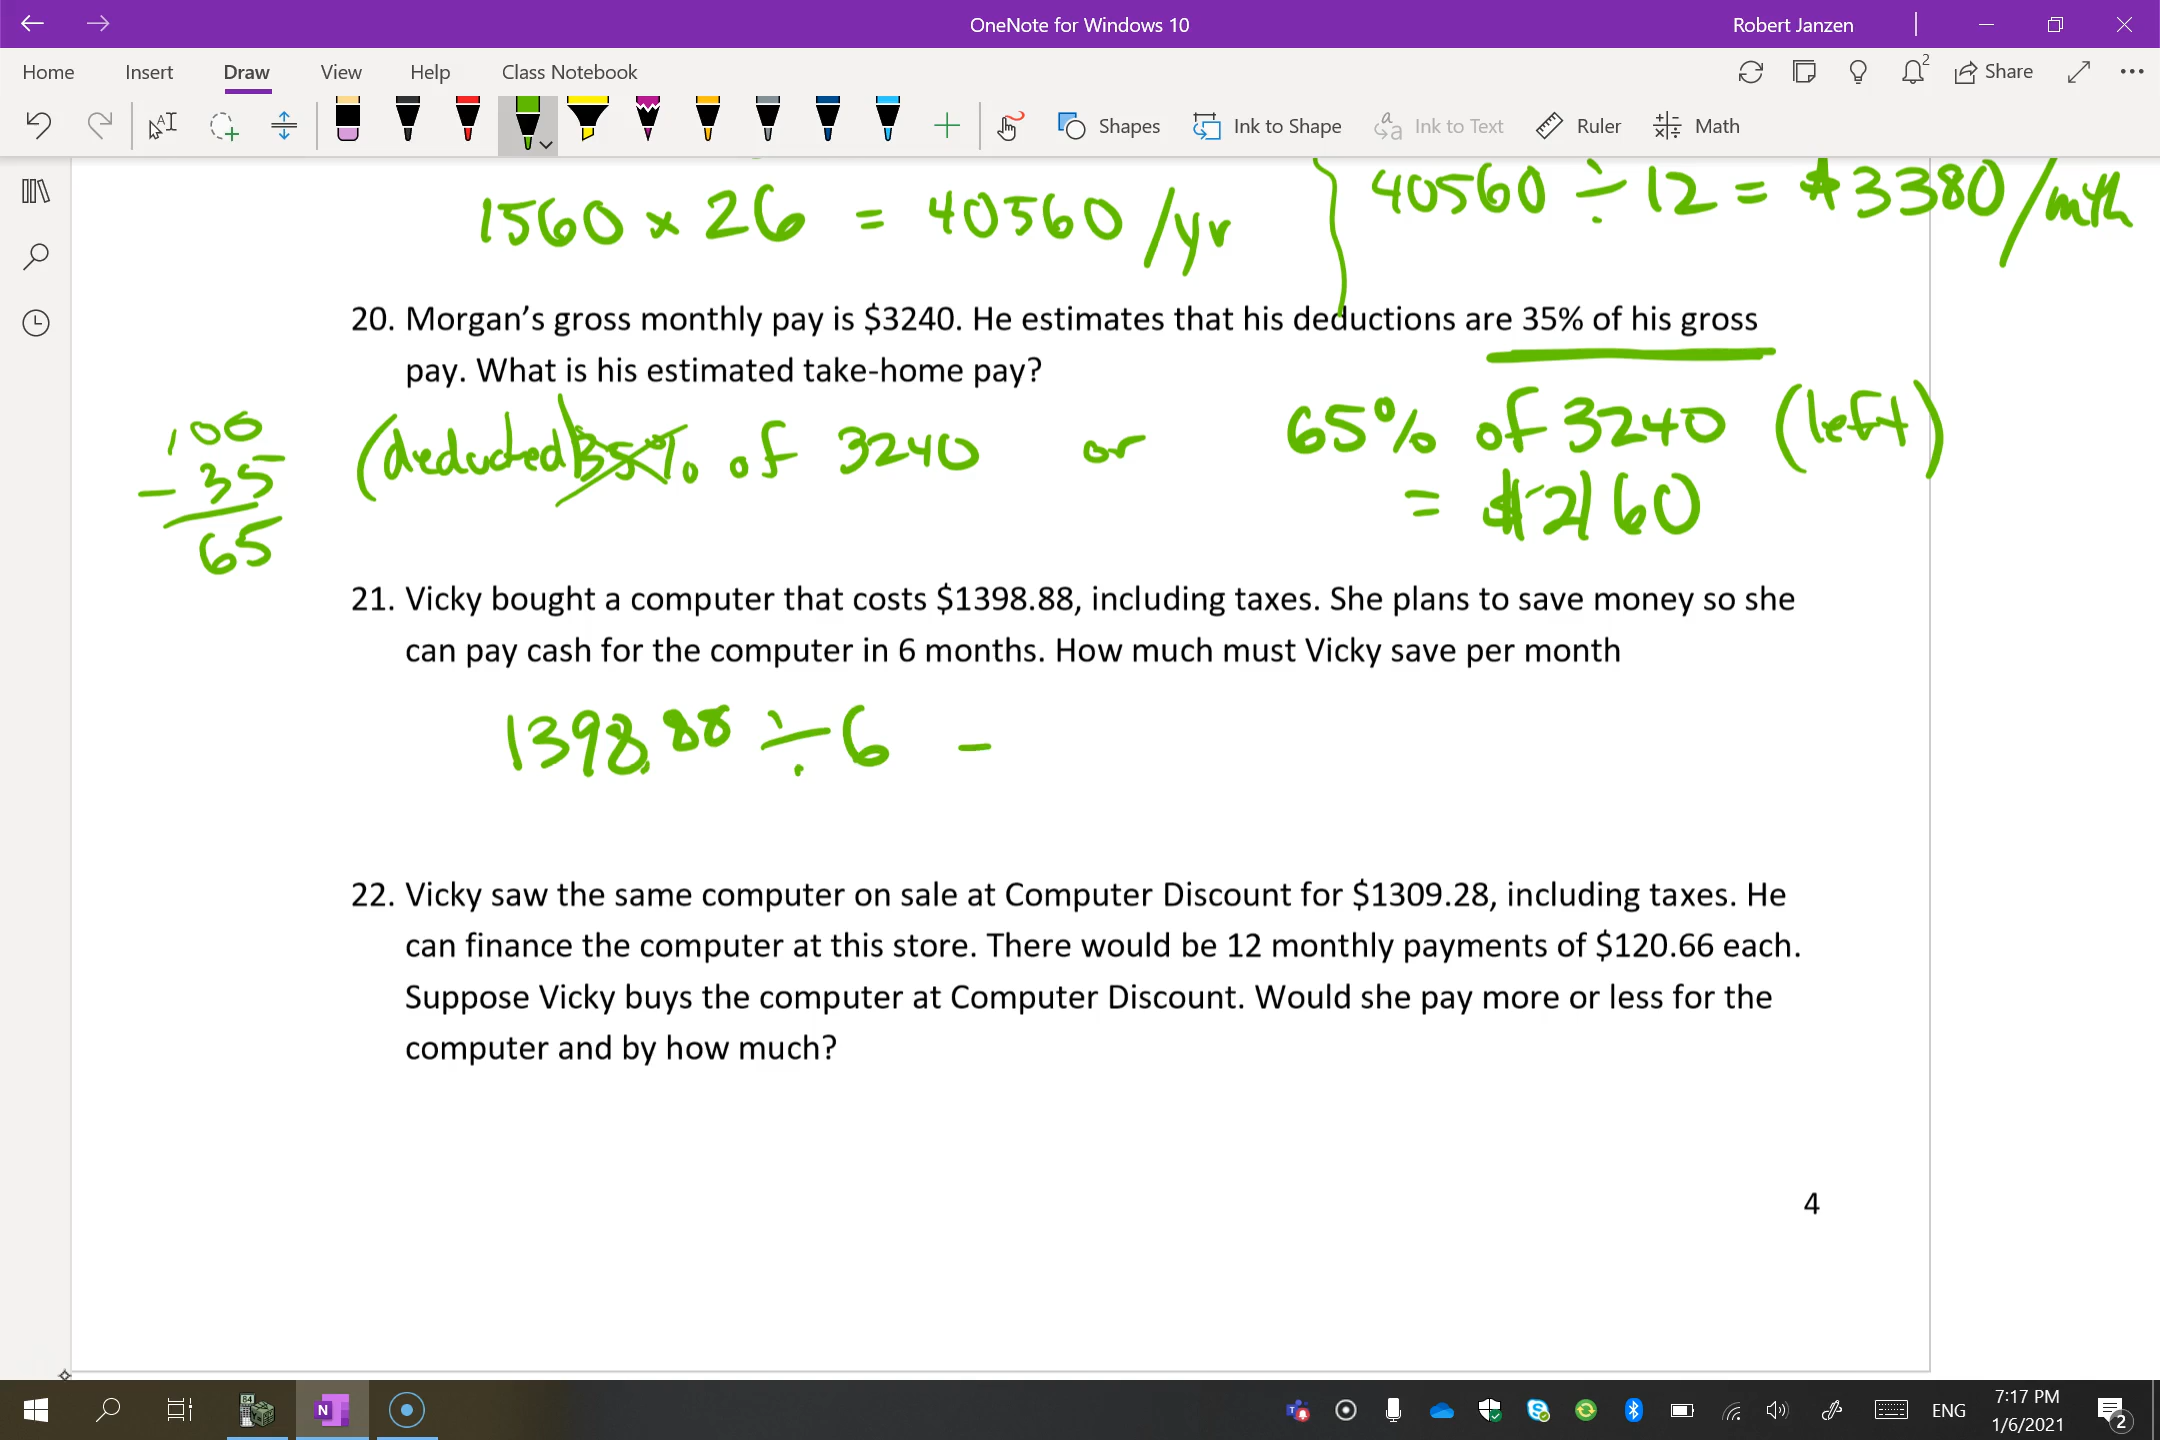 OneNote for Windows 10
Robert Janzen
Home Insert Draw View Help Class Notebook
Share
Shapes Ink to Shape Ink to Text Ruler Math
1560 × 26 = 40560 /yr
40560 ÷ 12 = $3380/mth
20. Morgan's gross monthly pay is $3240. He estimates that his deductions are 35% of his gross
pay. What is his estimated take-home pay?
100
- 35
65
(deducted) 35% of 3240 or 65% of 3240 (left)
= $2160
21. Vicky bought a computer that costs $1398.88, including taxes. She plans to save money so she
can pay cash for the computer in 6 months. How much must Vicky save per month
1398.88 ÷ 6 -
22. Vicky saw the same computer on sale at Computer Discount for $1309.28, including taxes. He
can finance the computer at this store. There would be 12 monthly payments of $120.66 each.
Suppose Vicky buys the computer at Computer Discount. Would she pay more or less for the
computer and by how much?
4
ENG
7:17 PM
1/6/2021
2